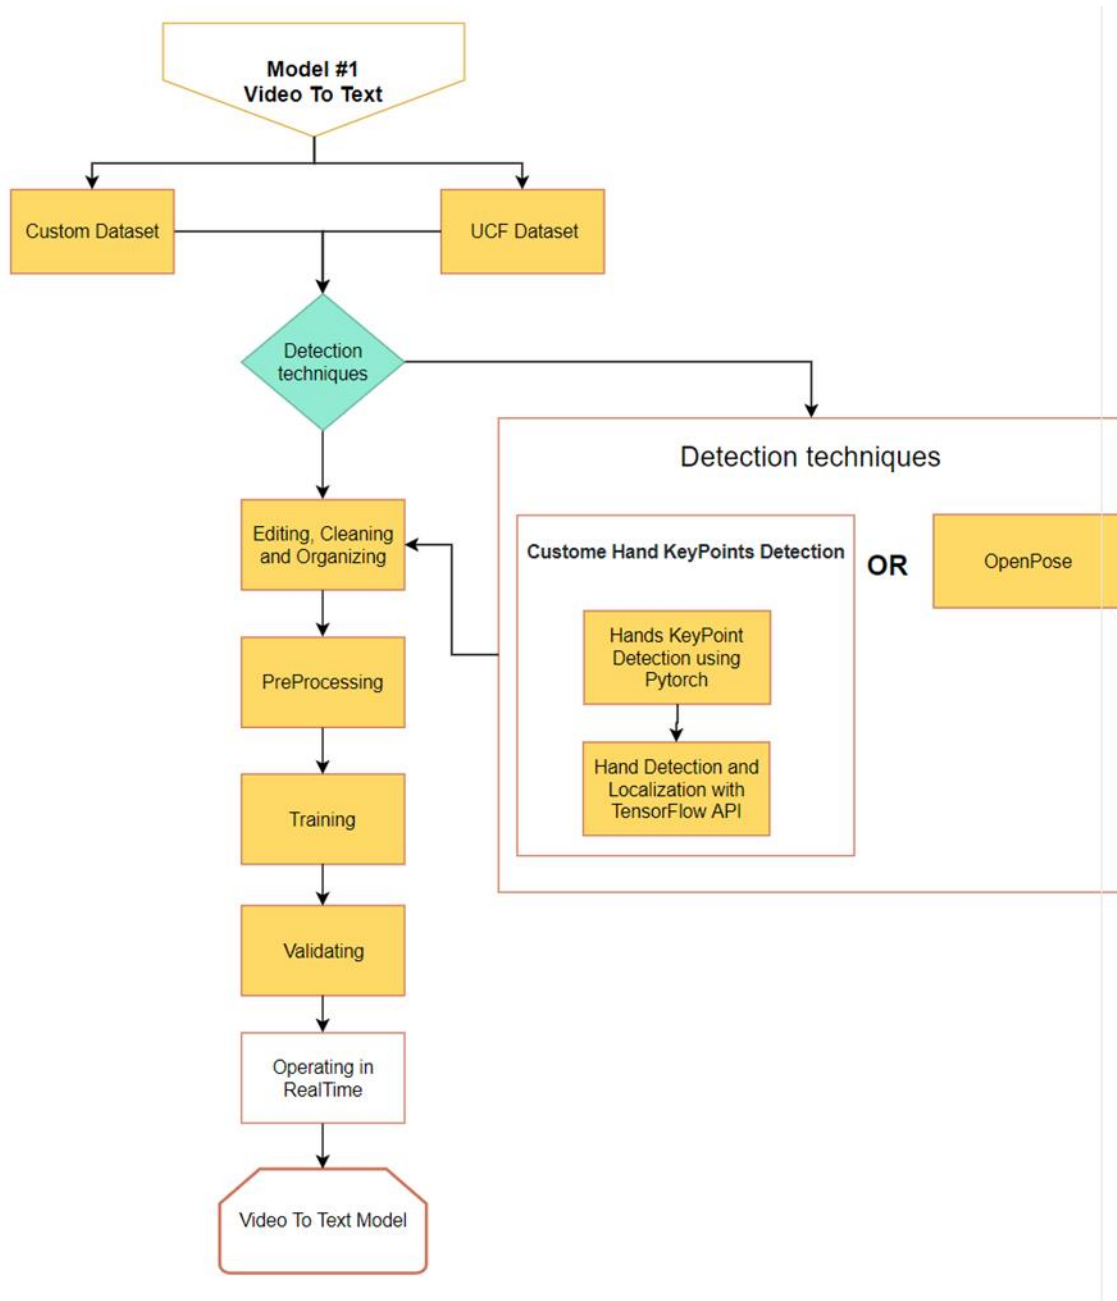 Model #1
Video To Text
Custom Dataset
UCF Dataset
Detection
techniques
Detection techniques
Editing, Cleaning
and Organizing
Custome Hand KeyPoints Detection
OR
OpenPose
Hands KeyPoint
Detection using
Pytorch
PreProcessing
Hand Detection and
Localization with
TensorFlow API
Training
Validating
Operating in
RealTime
Video To Text Model